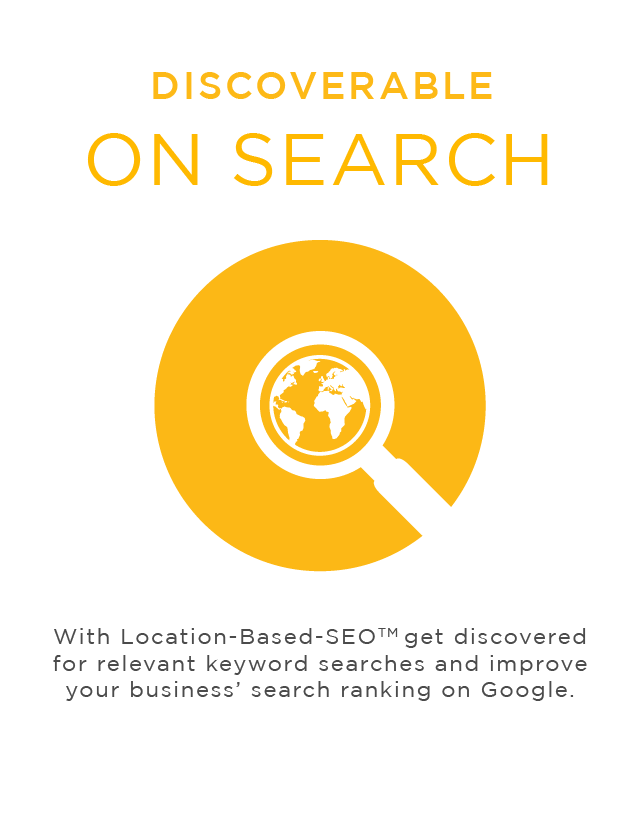 DISCOVERABLE
ON SEARCH
With Location-Based-SEO™ get discovered
for relevant keyword searches and improve
your business’ search ranking on Google.